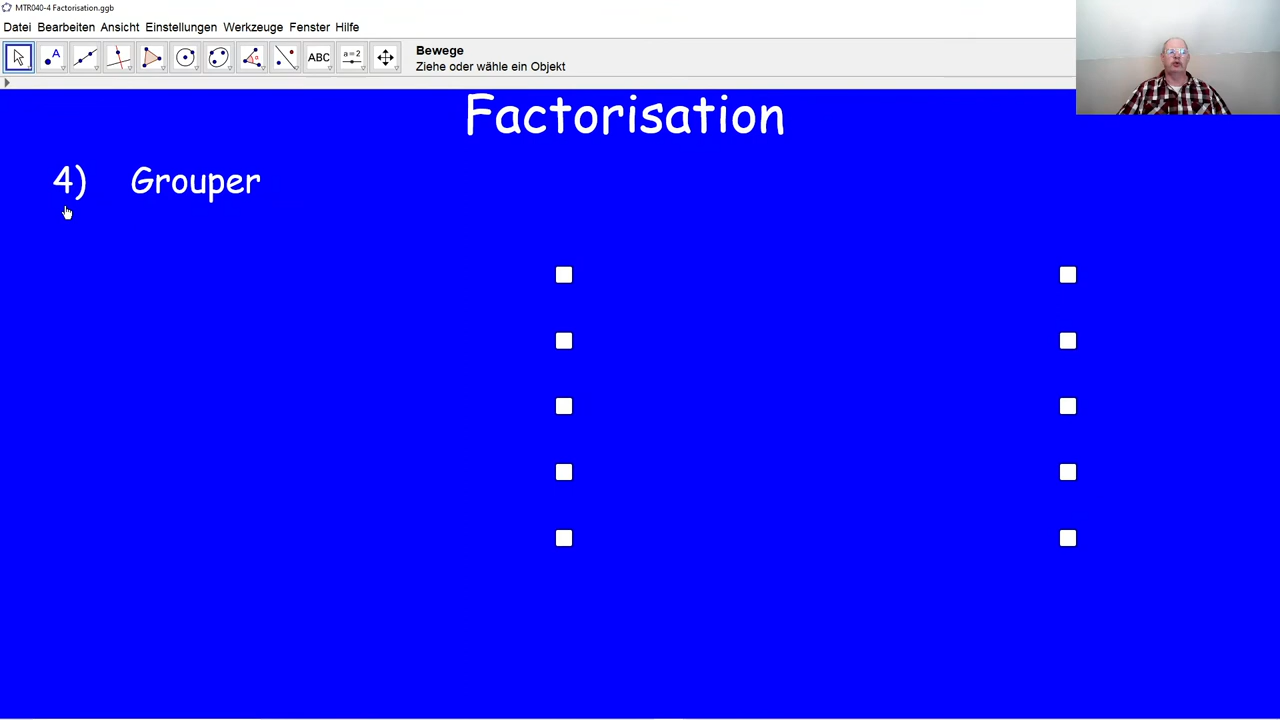 MTR040-4 Factorisation.ggb
Datei Bearbeiten Ansicht Einstellungen Werkzeuge Fenster Hilfe
A
ABC
a=2
Bewege
Ziehe oder wähle ein Objekt
Factorisation
4) Grouper